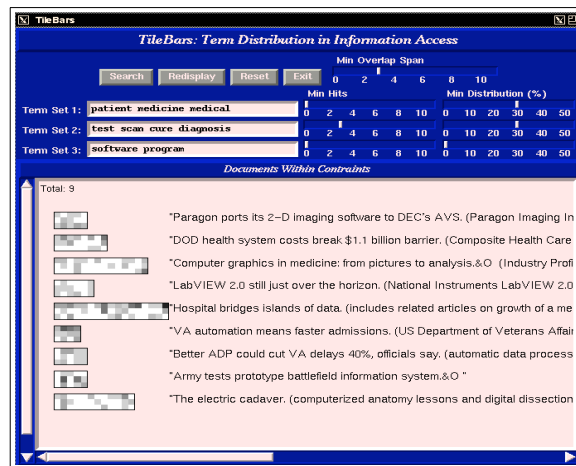 TileBars
TileBars: Term Distribution in Information Access
Min Overlap Span
Search Redisplay Reset Exit
0 2 4 6 8 10
Min Hits Min Distribution (%)
Term Set 1: patient medicine medical
0 2 4 6 8 10 0 10 20 30 40 50
Term Set 2: test scan cure diagnosis
0 2 4 6 8 10 0 10 20 30 40 50
Term Set 3: software program
0 2 4 6 8 10 0 10 20 30 40 50
Documents Within Contraints
Total: 9
"Paragon ports its 2-D imaging software to DEC's AVS. (Paragon Imaging In
"DOD health system costs break $1.1 billion barrier. (Composite Health Care
"Computer graphics in medicine: from pictures to analysis.&O (Industry Profi
"LabVIEW 2.0 still just over the horizon. (National Instruments LabVIEW 2.0
"Hospital bridges islands of data. (includes related articles on growth of a me
"VA automation means faster admissions. (US Department of Veterans Affair
"Better ADP could cut VA delays 40%, officials say. (automatic data process
"Army tests prototype battlefield information system.&O "
"The electric cadaver. (computerized anatomy lessons and digital dissection